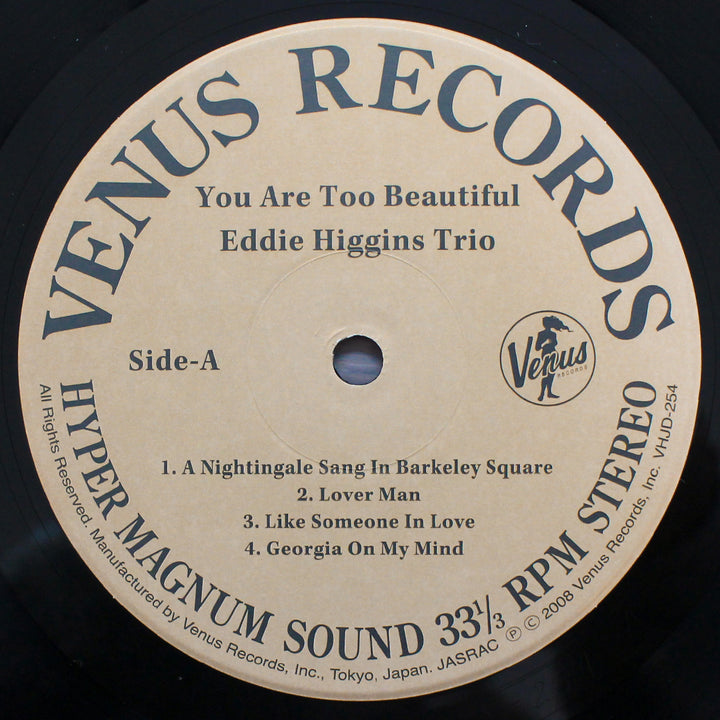 VENUS RECORDS
You Are Too Beautiful
Eddie Higgins Trio
Side-A
Venus
RECORDS
1. A Nightingale Sang In Barkeley Square
2. Lover Man
3. Like Someone In Love
4. Georgia On My Mind
HYPER MAGNUM SOUND 33 1/3 RPM STEREO
All Rights Reserved. Manufactured by Venus Records, Inc., Tokyo, Japan. JASRAC Ⓟ Ⓒ 2008 Venus Records, Inc. VHJD-254